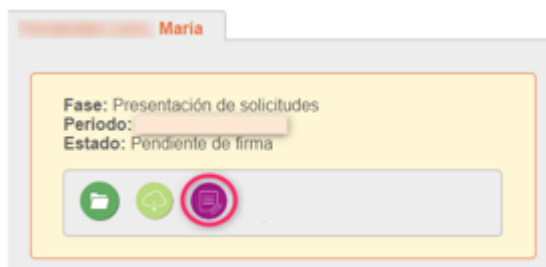 María
Fase: Presentación de solicitudes
Periodo:
Estado: Pendiente de firma